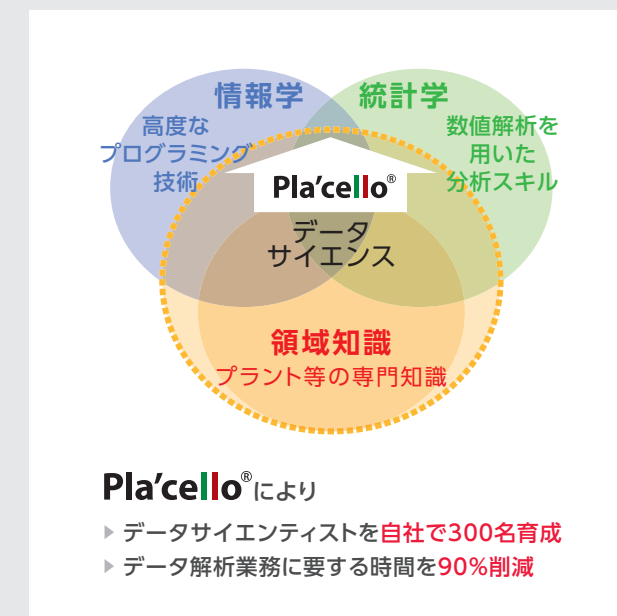 情報学
統計学
高度な
プログラミング
技術
数値解析を
用いた
分析スキル
Pla'cello®
データ
サイエンス
領域知識
プラント等の専門知識
Pla'cello®により
▶ データサイエンティストを自社で300名育成
▶ データ解析業務に要する時間を90%削減